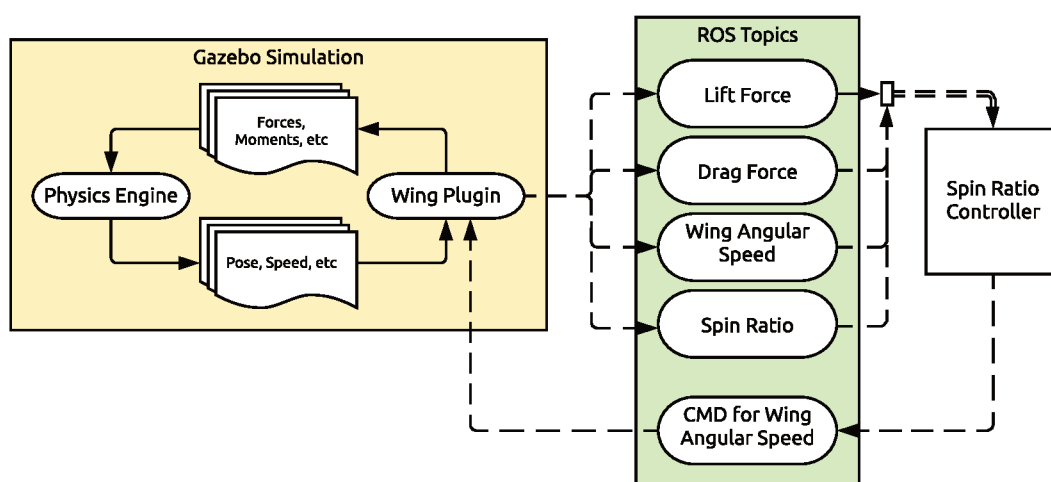 Gazebo Simulation
Forces,
Moments, etc
Physics Engine
Wing Plugin
Pose, Speed, etc
ROS Topics
Lift Force
Drag Force
Wing Angular
Speed
Spin Ratio
CMD for Wing
Angular Speed
Spin Ratio
Controller